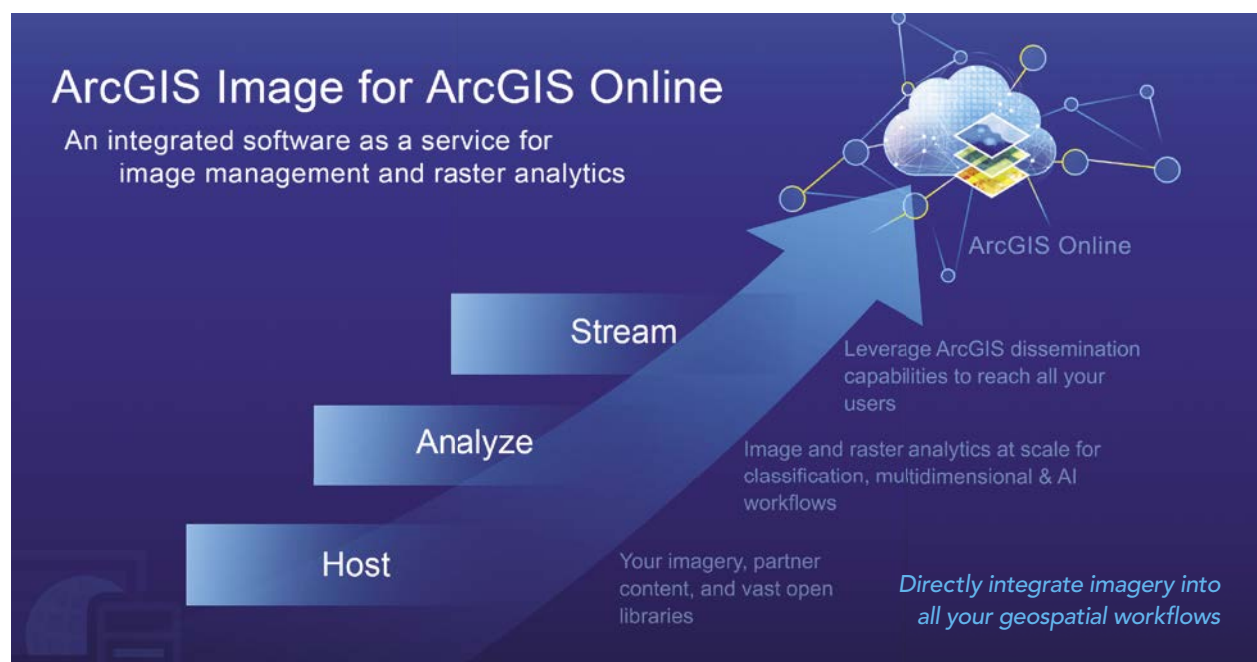 ArcGIS Image for ArcGIS Online
An integrated software as a service for
image management and raster analytics
ArcGIS Online
Stream
Leverage ArcGIS dissemination
capabilities to reach all your
users
Analyze
Image and raster analytics at scale for
classification, multidimensional & AI
workflows
Host
Your imagery, partner
content, and vast open
libraries
Directly integrate imagery into
all your geospatial workflows